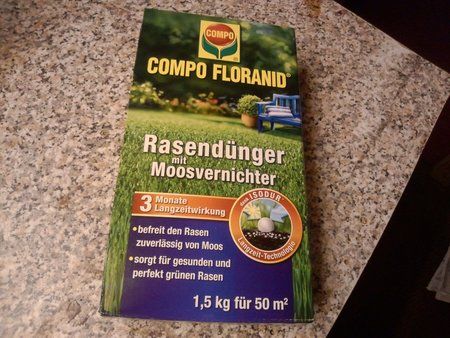 COMPO
COMPO FLORANID®
Rasendünger
mit
Moosvernichter
3 Monate
Langzeitwirkung
dank ISODUR
Langzeit-Technologie
• befreit den Rasen
zuverlässig von Moos
• sorgt für gesunden und
perfekt grünen Rasen
1,5 kg für 50 m²